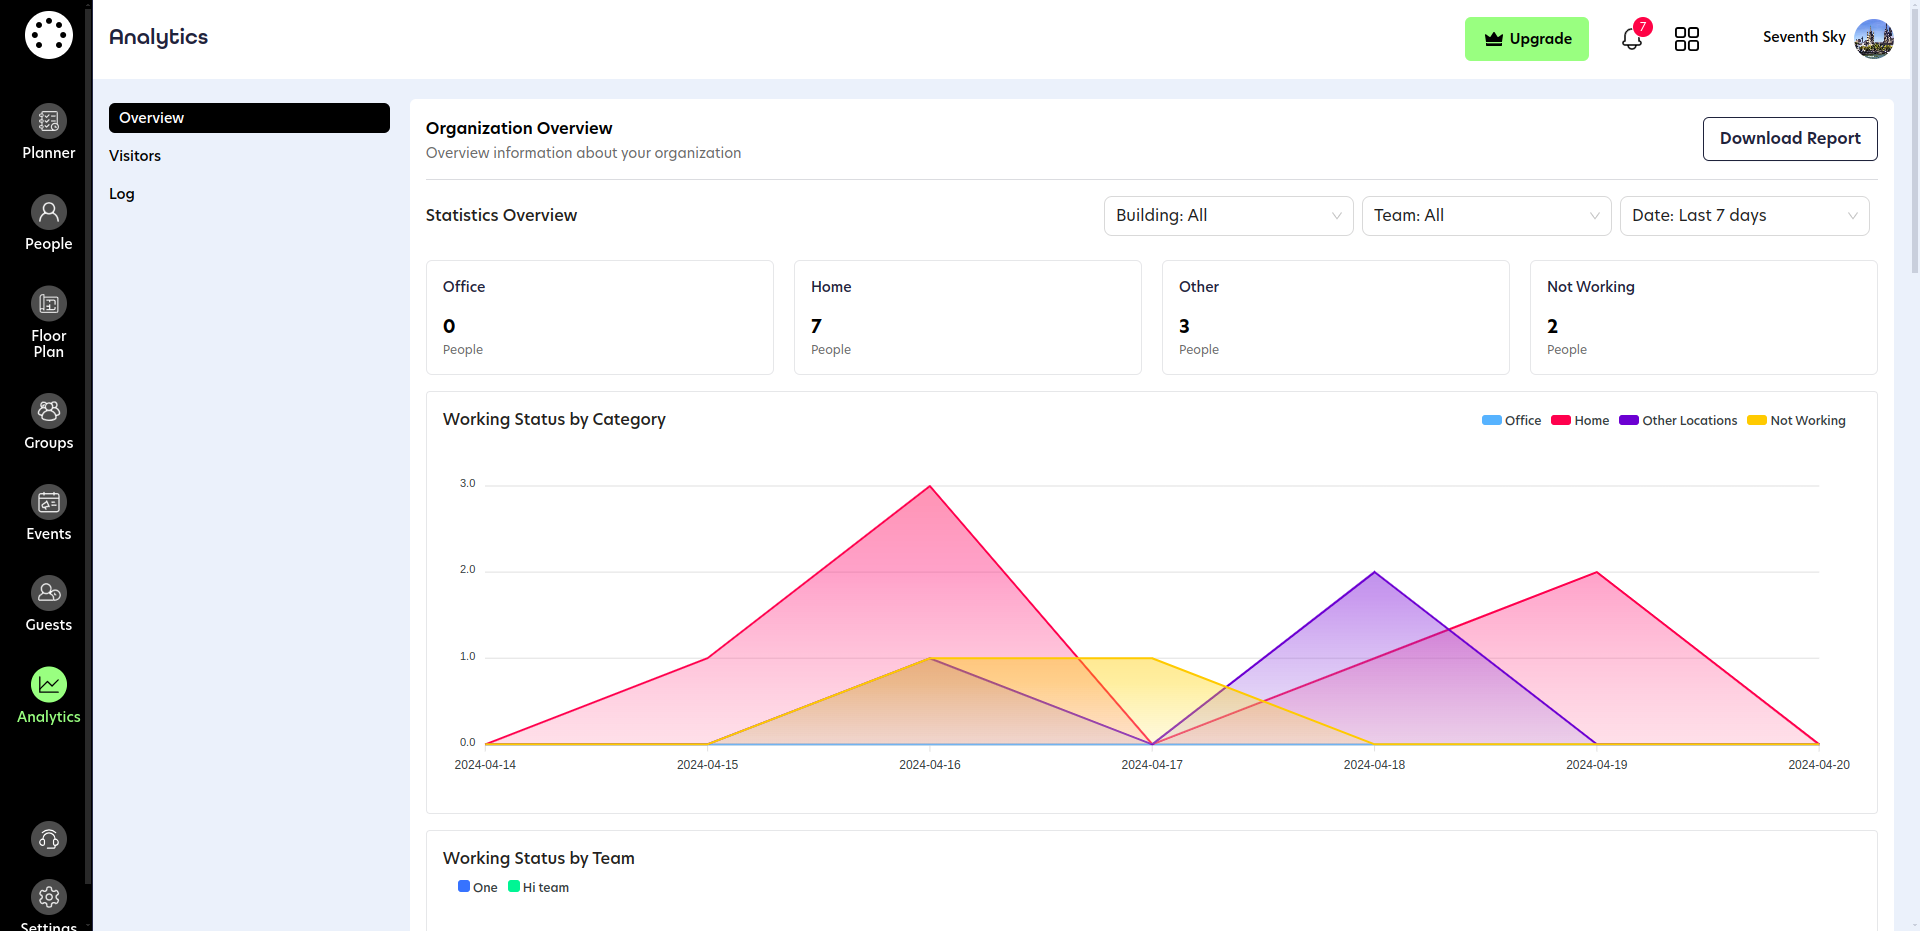 Analytics
Upgrade
7
Seventh Sky
Planner
People
Floor
Plan
Groups
Events
Guests
Analytics
Settings
Overview
Visitors
Log
Organization Overview
Overview information about your organization
Download Report
Statistics Overview
Building: All
Team: All
Date: Last 7 days
Office
0
People
Home
7
People
Other
3
People
Not Working
2
People
Working Status by Category
Office Home Other Locations Not Working
3.0
2.0
1.0
0.0
2024-04-14 2024-04-15 2024-04-16 2024-04-17 2024-04-18 2024-04-19 2024-04-20
Working Status by Team
One Hi team